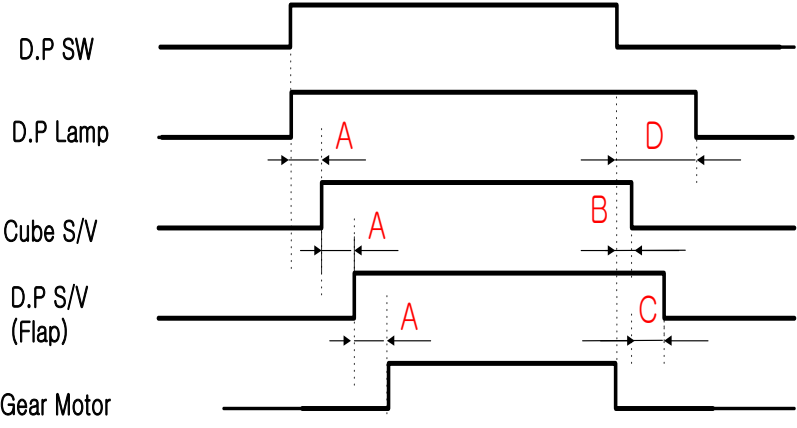 D.P SW
D.P Lamp
A
D
Cube S/V
A
B
D.P S/V
(Flap)
A
C
Gear Motor